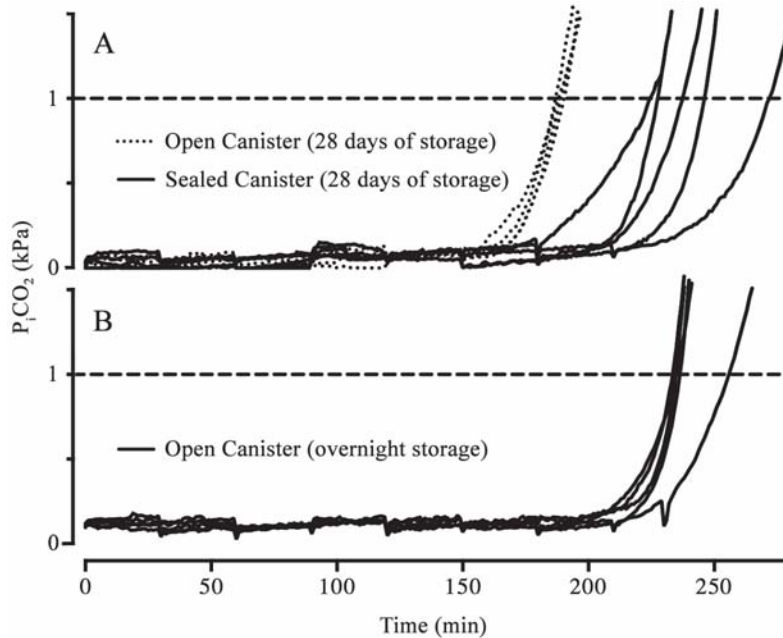 A
1
Open Canister (28 days of storage)
Sealed Canister (28 days of storage)
0
PiCO2 (kPa)
B
1
Open Canister (overnight storage)
0
0 50 100 150 200 250
Time (min)